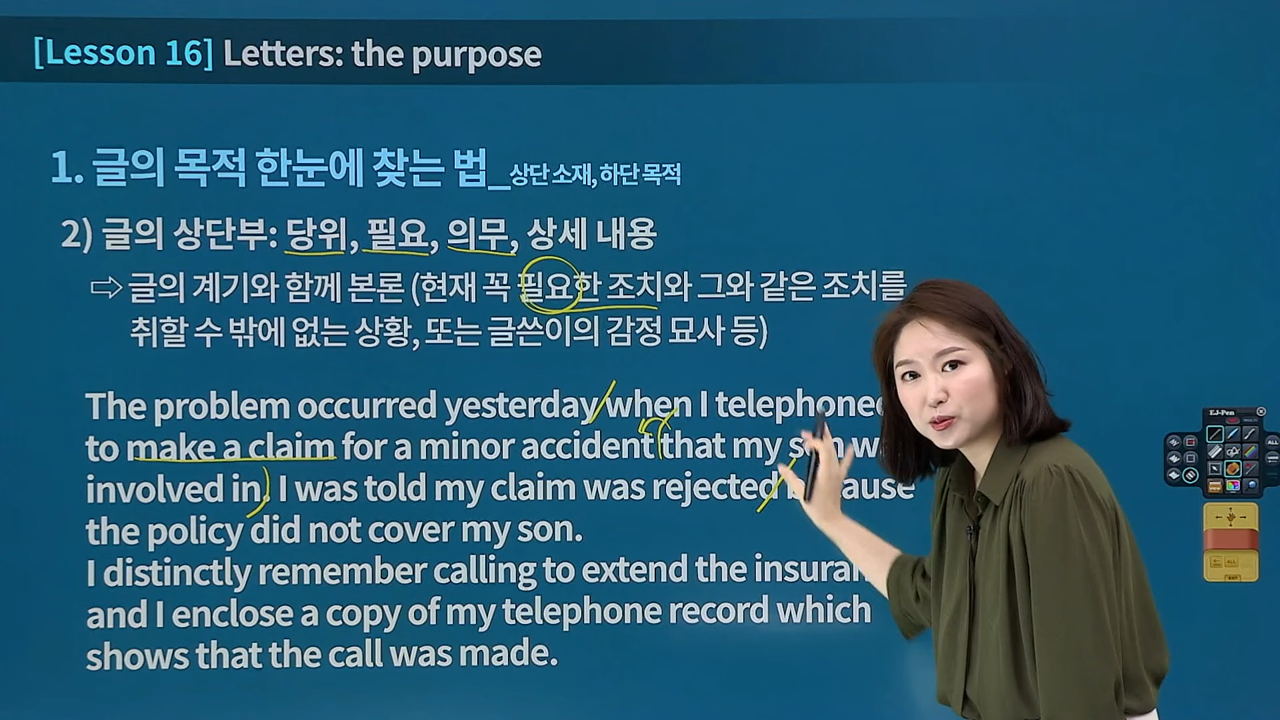 [Lesson 16] Letters: the purpose
1. 글의 목적 한눈에 찾는 법_상단 소재, 하단 목적
2) 글의 상단부: 당위, 필요, 의무, 상세 내용
⇨ 글의 계기와 함께 본론 (현재 꼭 필요한 조치와 그와 같은 조치를
취할 수 밖에 없는 상황, 또는 글쓴이의 감정 묘사 등)
The problem occurred yesterday when I telephoned
to make a claim for a minor accident that my son
involved in, I was told my claim was rejected because
the policy did not cover my son.
I distinctly remember calling to extend the
and I enclose a copy of my telephone record which
shows that the call was made.
EJ-Pen
ALL